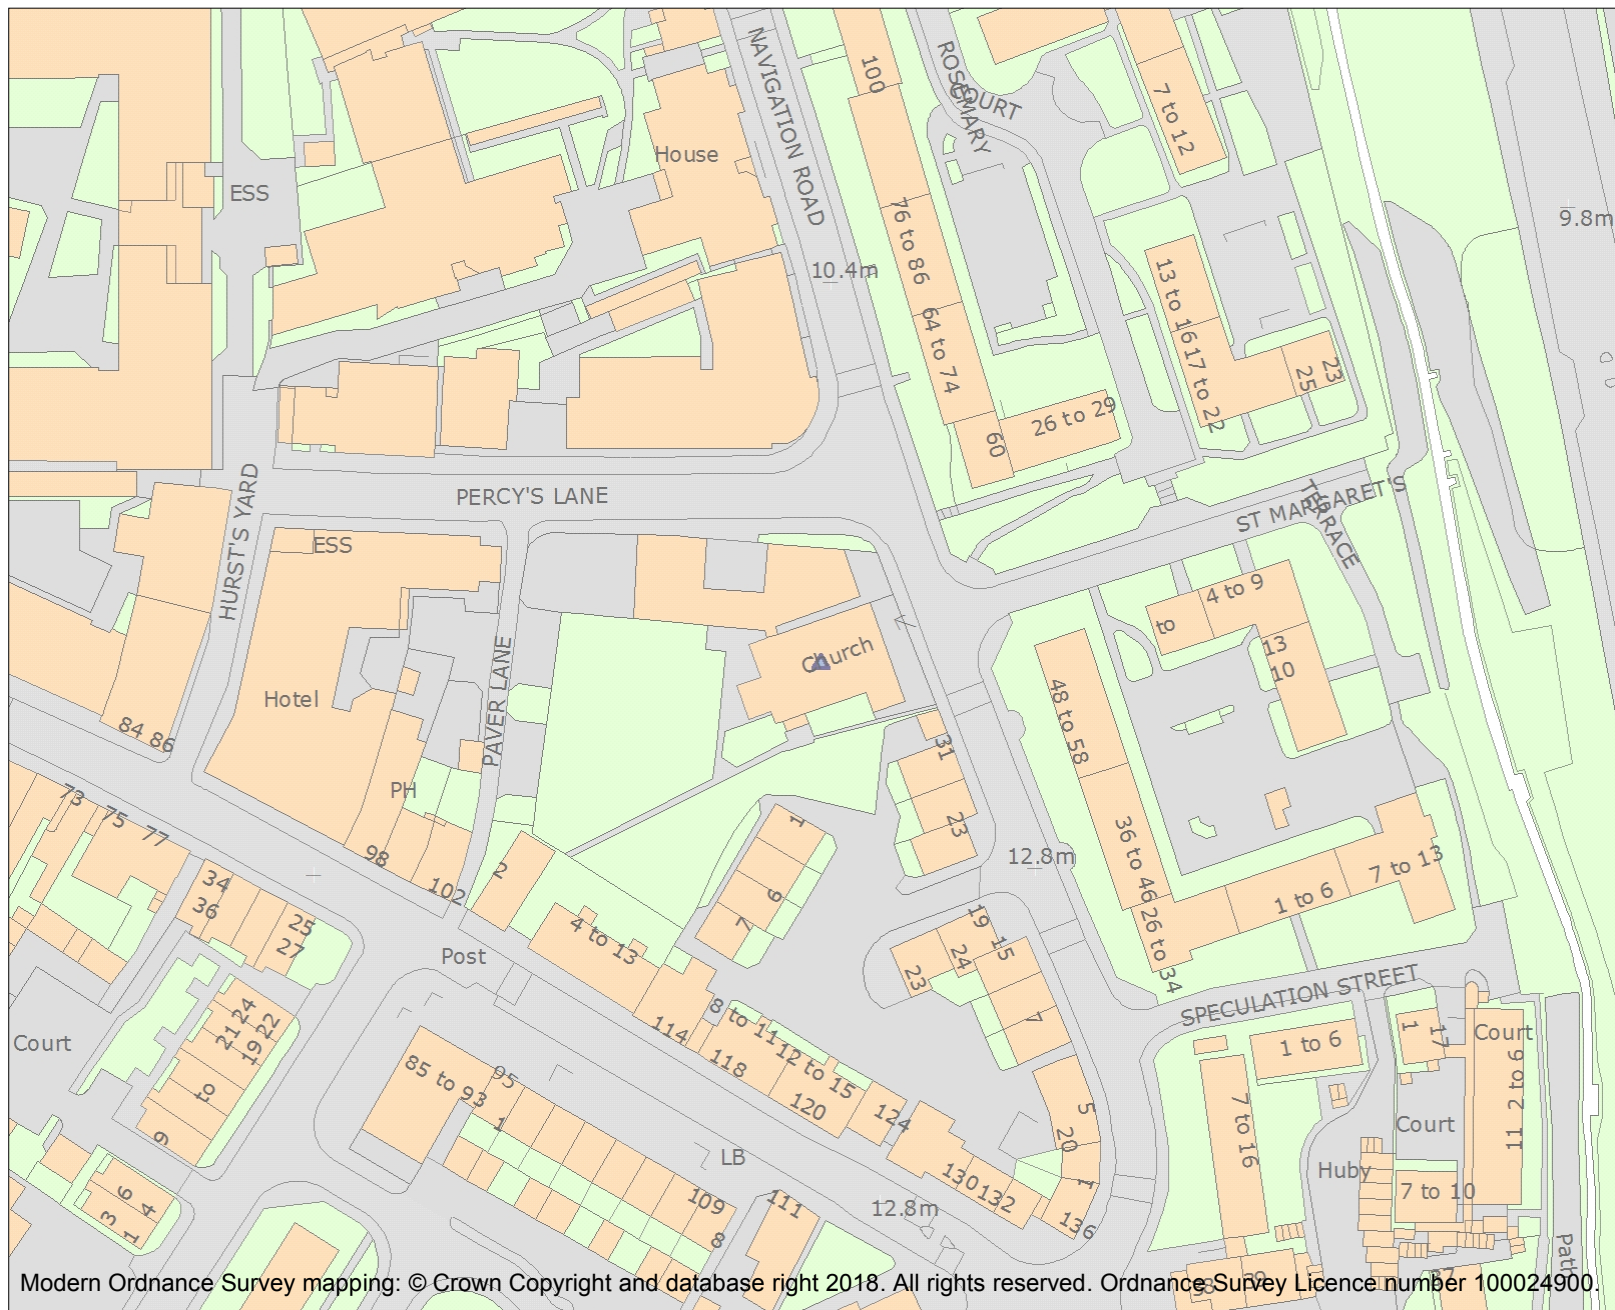 NAVIGATION ROAD
100
ROSEMARY
COURT
7 to 12
House
ESS
9.8m
76 to 86
10.4m
13 to 16
64 to 74
17 to 22
23
25
26 to 29
60
PERCY'S LANE
HURST'S YARD
ST MARGARET'S
TERRACE
ESS
4 to 9
to
Church
13
10
PAVER LANE
Hotel
48 to 58
84 86
31
PH
73
75
77
1
23
36 to 46
12.8m
98
2
102
7 to 13
1 to 6
34
36
6
25
27
7
19
15
24
23
26 to 34
4 to 13
Post
SPECULATION STREET
8 to 11
114
7
24
22
21
19
Court
118
12 to 15
1 to 6
1
17
Court
85 to 93
95
1
120
124
5
20
7 to 16
Court
2 to 6
11
9
LB
Huby
130
132
1
7 to 10
6
4
3
1
109
8
111
12.8m
136
Path
38
39
37
Modern Ordnance Survey mapping: © Crown Copyright and database right 2018. All rights reserved. Ordnance Survey Licence number 100024900.